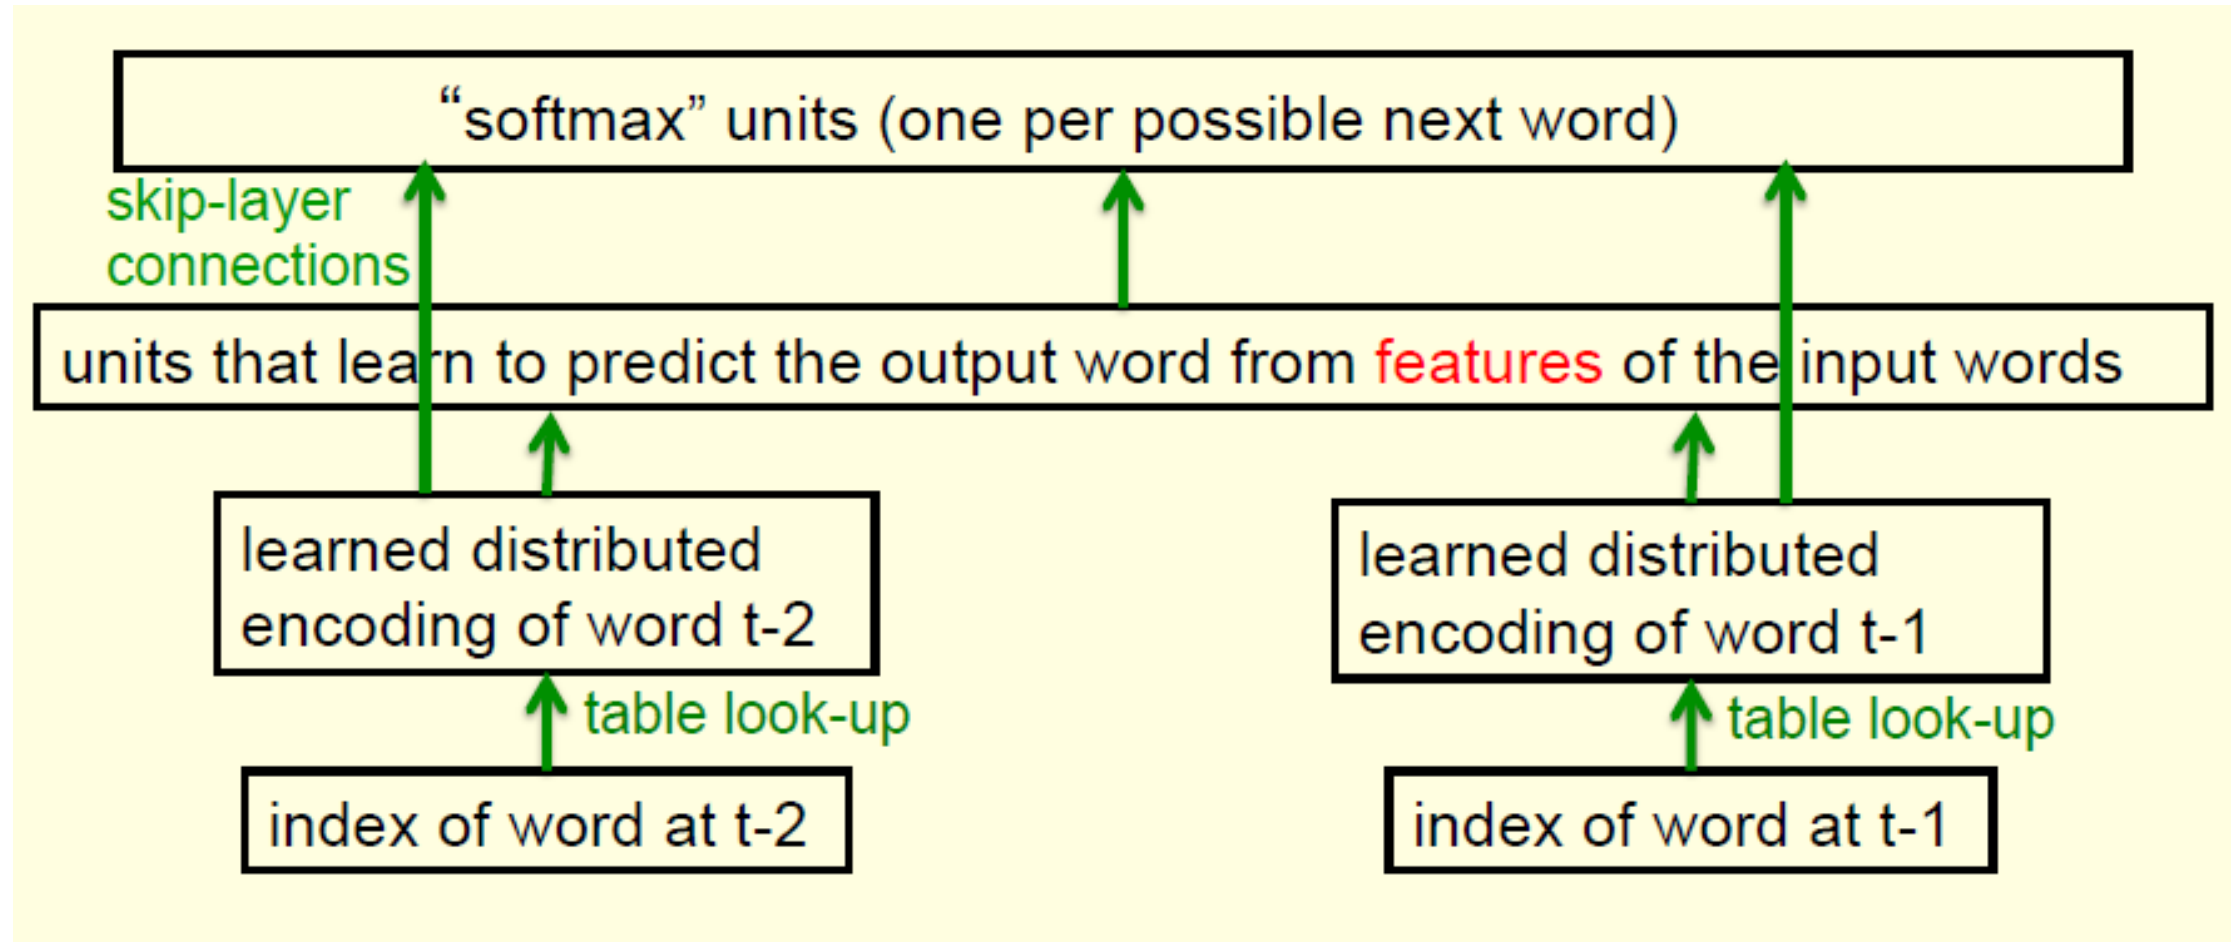 “softmax” units (one per possible next word)
skip-layer
connections
units that learn to predict the output word from features of the input words
learned distributed
encoding of word t-2
learned distributed
encoding of word t-1
table look-up
table look-up
index of word at t-2
index of word at t-1